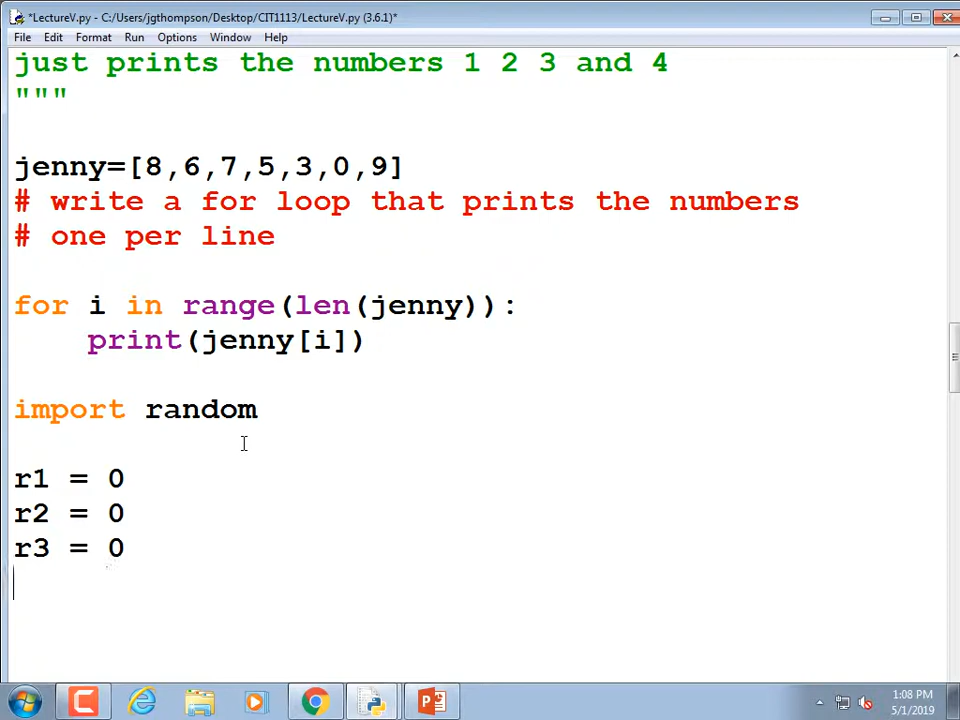 *LectureV.py - C:/Users/jgthompson/Desktop/CIT1113/LectureV.py (3.6.1)*
File Edit Format Run Options Window Help
just prints the numbers 1 2 3 and 4
"""
jenny=[8,6,7,5,3,0,9]
# write a for loop that prints the numbers
# one per line
for i in range(len(jenny)):
    print(jenny[i])
import random
r1 = 0
r2 = 0
r3 = 0
1:08 PM
5/1/2019